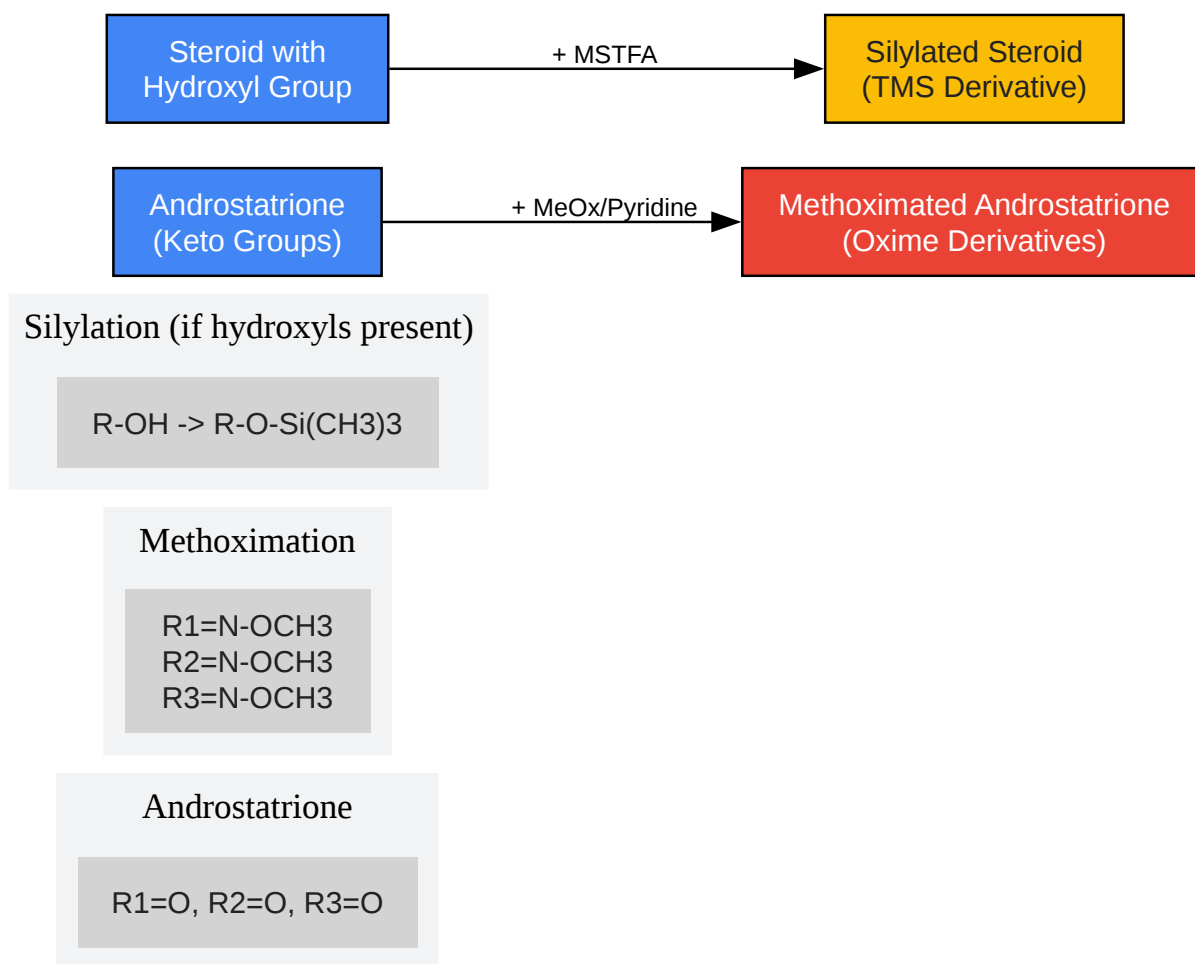 Steroid with
Hydroxyl Group
+ MSTFA
Silylated Steroid
(TMS Derivative)
Androstatrione
(Keto Groups)
+ MeOx/Pyridine
Methoximated Androstatrione
(Oxime Derivatives)
Silylation (if hydroxyls present)
R-OH -> R-O-Si(CH3)3
Methoximation
R1=N-OCH3
R2=N-OCH3
R3=N-OCH3
Androstatrione
R1=O, R2=O, R3=O